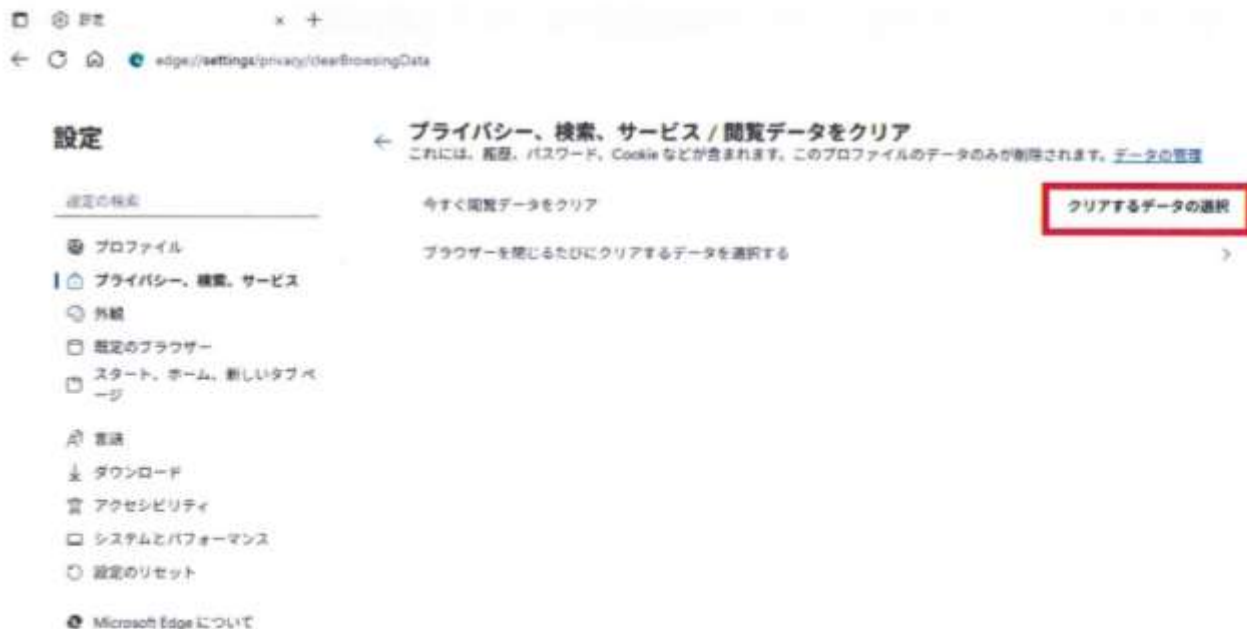 設定
edge://settings/privacy/clearBrowsingData
設定
設定の検索
プロファイル
プライバシー、検索、サービス
外観
既定のブラウザー
スタート、ホーム、新しいタブ ペ
ージ
言語
ダウンロード
アクセシビリティ
システムとパフォーマンス
設定のリセット
Microsoft Edge について
プライバシー、検索、サービス / 閲覧データをクリア
これには、履歴、パスワード、Cookie などが含まれます。このプロファイルのデータのみが削除されます。データの管理
今すぐ閲覧データをクリア
クリアするデータの選択
ブラウザーを閉じるたびにクリアするデータを選択する